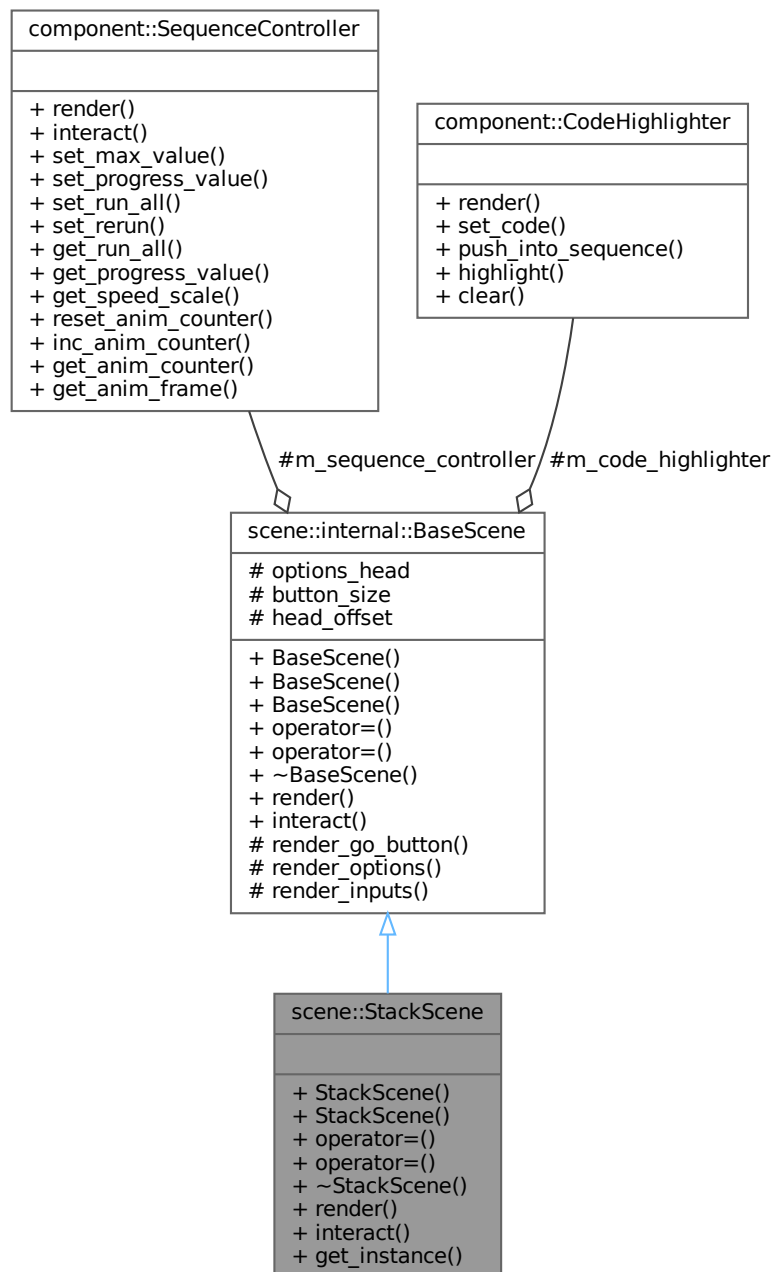 component::SequenceController
+ render()
+ interact()
+ set_max_value()
+ set_progress_value()
+ set_run_all()
+ set_rerun()
+ get_run_all()
+ get_progress_value()
+ get_speed_scale()
+ reset_anim_counter()
+ inc_anim_counter()
+ get_anim_counter()
+ get_anim_frame()
component::CodeHighlighter
+ render()
+ set_code()
+ push_into_sequence()
+ highlight()
+ clear()
#m_sequence_controller
#m_code_highlighter
scene::internal::BaseScene
# options_head
# button_size
# head_offset
+ BaseScene()
+ BaseScene()
+ BaseScene()
+ operator=()
+ operator=()
+ ~BaseScene()
+ render()
+ interact()
# render_go_button()
# render_options()
# render_inputs()
scene::StackScene
+ StackScene()
+ StackScene()
+ operator=()
+ operator=()
+ ~StackScene()
+ render()
+ interact()
+ get_instance()